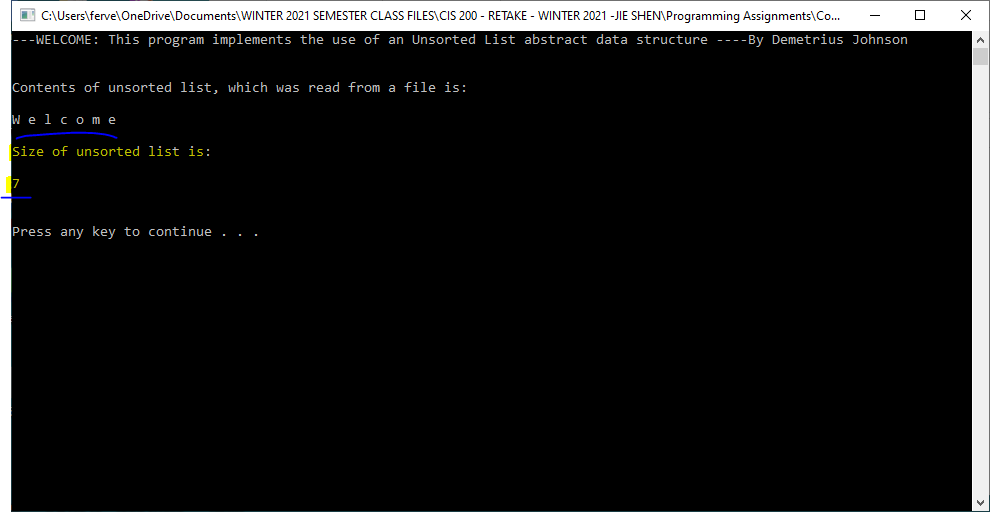 C:\Users\ferve\OneDrive\Documents\WINTER 2021 SEMESTER CLASS FILES\CIS 200 - RETAKE - WINTER 2021 -JIE SHEN\Programming Assignments\Co...
---WELCOME: This program implements the use of an Unsorted List abstract data structure ----By Demetrius Johnson
Contents of unsorted list, which was read from a file is:
W e l c o m e
Size of unsorted list is:
7
Press any key to continue . . .